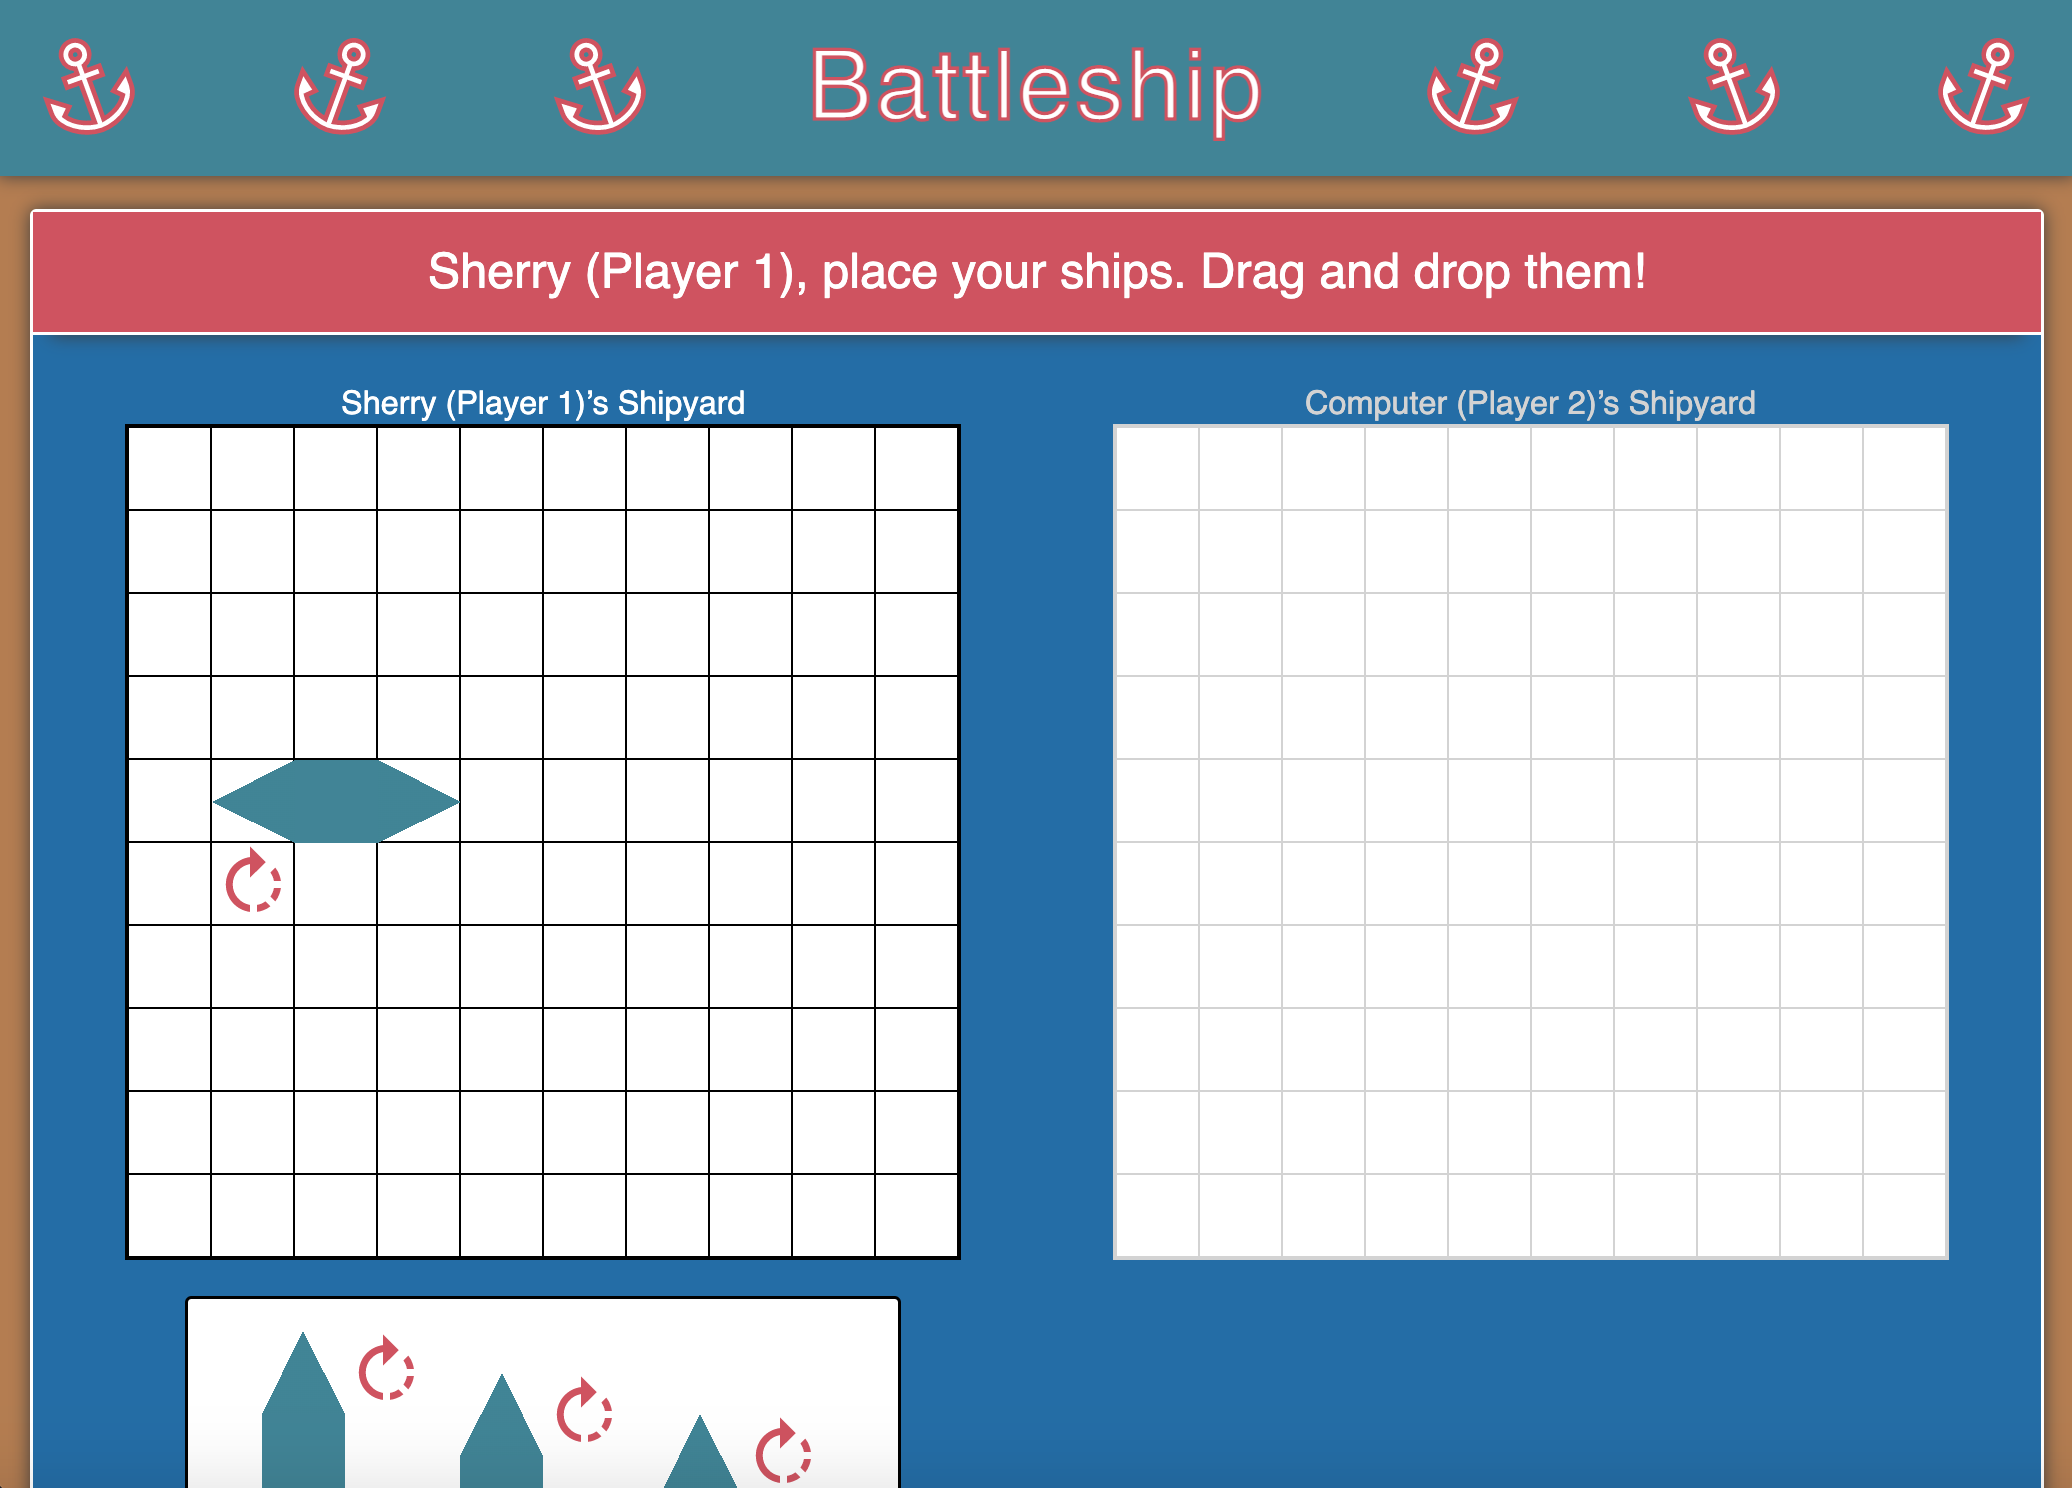 Battleship
Sherry (Player 1), place your ships. Drag and drop them!
Sherry (Player 1)’s Shipyard
Computer (Player 2)’s Shipyard